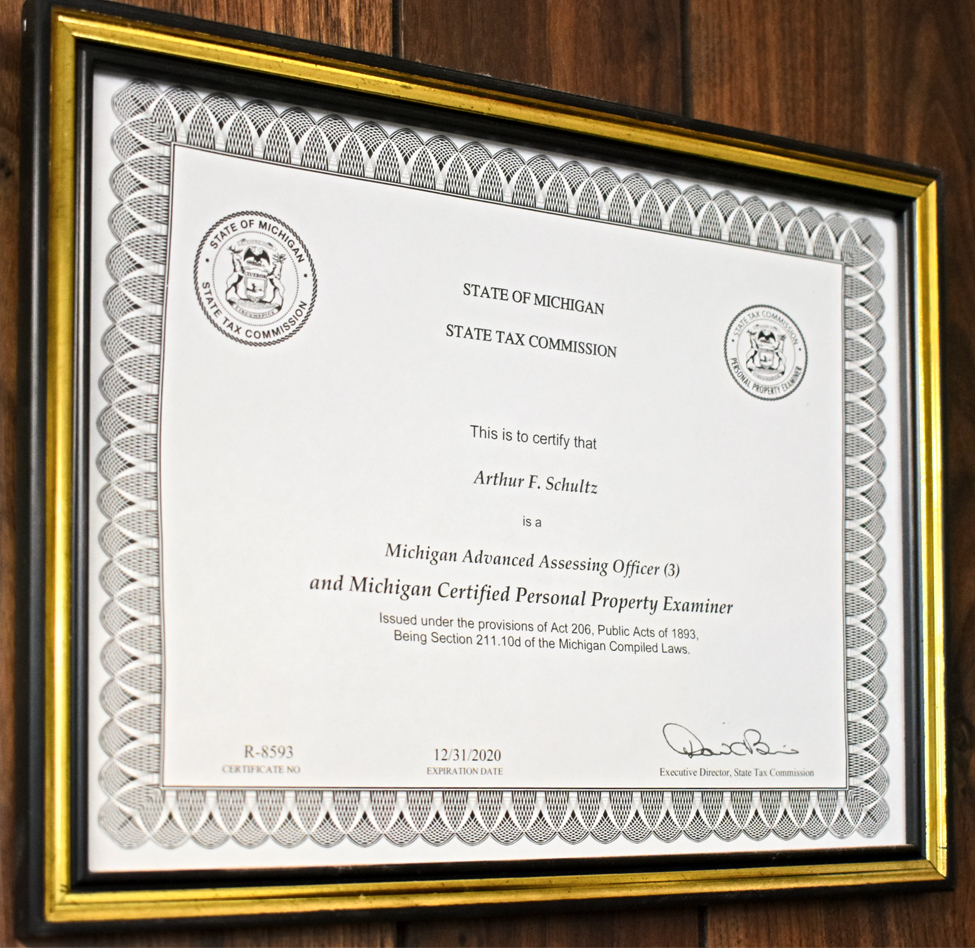 STATE OF MICHIGAN
STATE TAX COMMISSION
STATE OF MICHIGAN
STATE TAX COMMISSION
STATE TAX COMMISSION
PERSONAL PROPERTY EXAMINER
This is to certify that
Arthur F. Schultz
is a
Michigan Advanced Assessing Officer (3)
and Michigan Certified Personal Property Examiner
Issued under the provisions of Act 206, Public Acts of 1893,
Being Section 211.10d of the Michigan Compiled Laws.
R-8593
CERTIFICATE NO
12/31/2020
EXPIRATION DATE
Executive Director, State Tax Commission